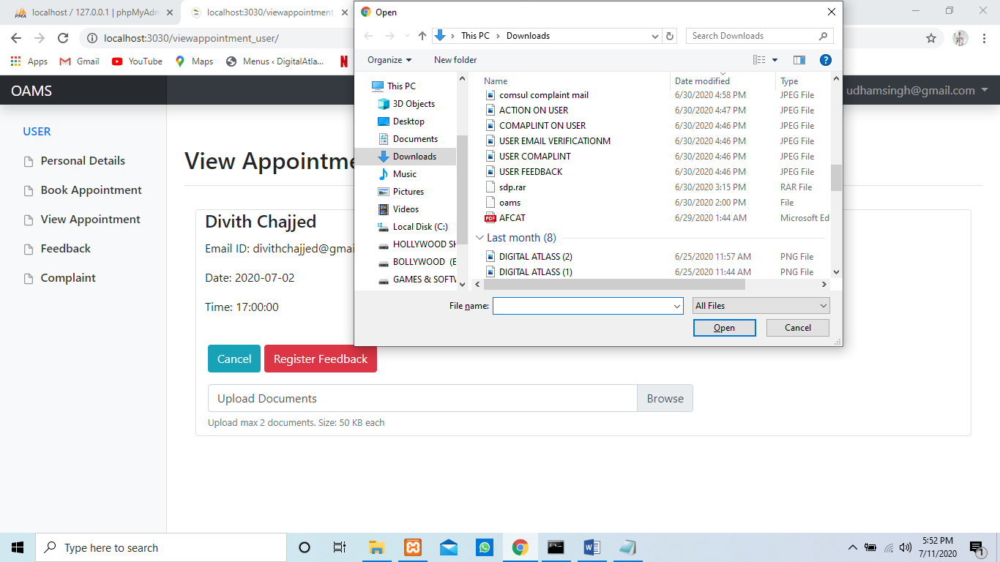 localhost / 127.0.0.1 | phpMyAdm
localhost:3030/viewappointment_
localhost:3030/viewappointment_user/
Apps
Gmail
YouTube
Maps
Menus ‹ DigitalAtla...
OAMS
udhamsingh@gmail.com
USER
Personal Details
Book Appointment
View Appointment
Feedback
Complaint
View Appointme
Divith Chajjed
Email ID: divithchajjed@gmai
Date: 2020-07-02
Time: 17:00:00
Cancel
Register Feedback
Upload Documents
Browse
Upload max 2 documents. Size: 50 KB each
Open
This PC › Downloads
Search Downloads
Organize
New folder
This PC
3D Objects
Desktop
Documents
Downloads
Music
Pictures
Videos
Local Disk (C:)
HOLLYWOOD SH
BOLLYWOOD (E
GAMES & SOFTV
Name Date modified Type
comsul complaint mail 6/30/2020 4:58 PM JPEG File
ACTION ON USER 6/30/2020 4:47 PM JPEG File
COMAPLINT ON USER 6/30/2020 4:46 PM JPEG File
USER EMAIL VERIFICATIONM 6/30/2020 4:46 PM JPEG File
USER COMAPLINT 6/30/2020 4:46 PM JPEG File
USER FEEDBACK 6/30/2020 4:46 PM JPEG File
sdp.rar 6/30/2020 3:15 PM RAR File
oams 6/30/2020 2:00 PM File
PDF AFCAT 6/29/2020 1:44 AM Microsoft Ed
Last month (8)
DIGITAL ATLASS (2) 6/25/2020 11:57 AM PNG File
DIGITAL ATLASS (1) 6/25/2020 11:44 AM PNG File
File name:
All Files
Open
Cancel
Type here to search
5:52 PM
7/11/2020
1